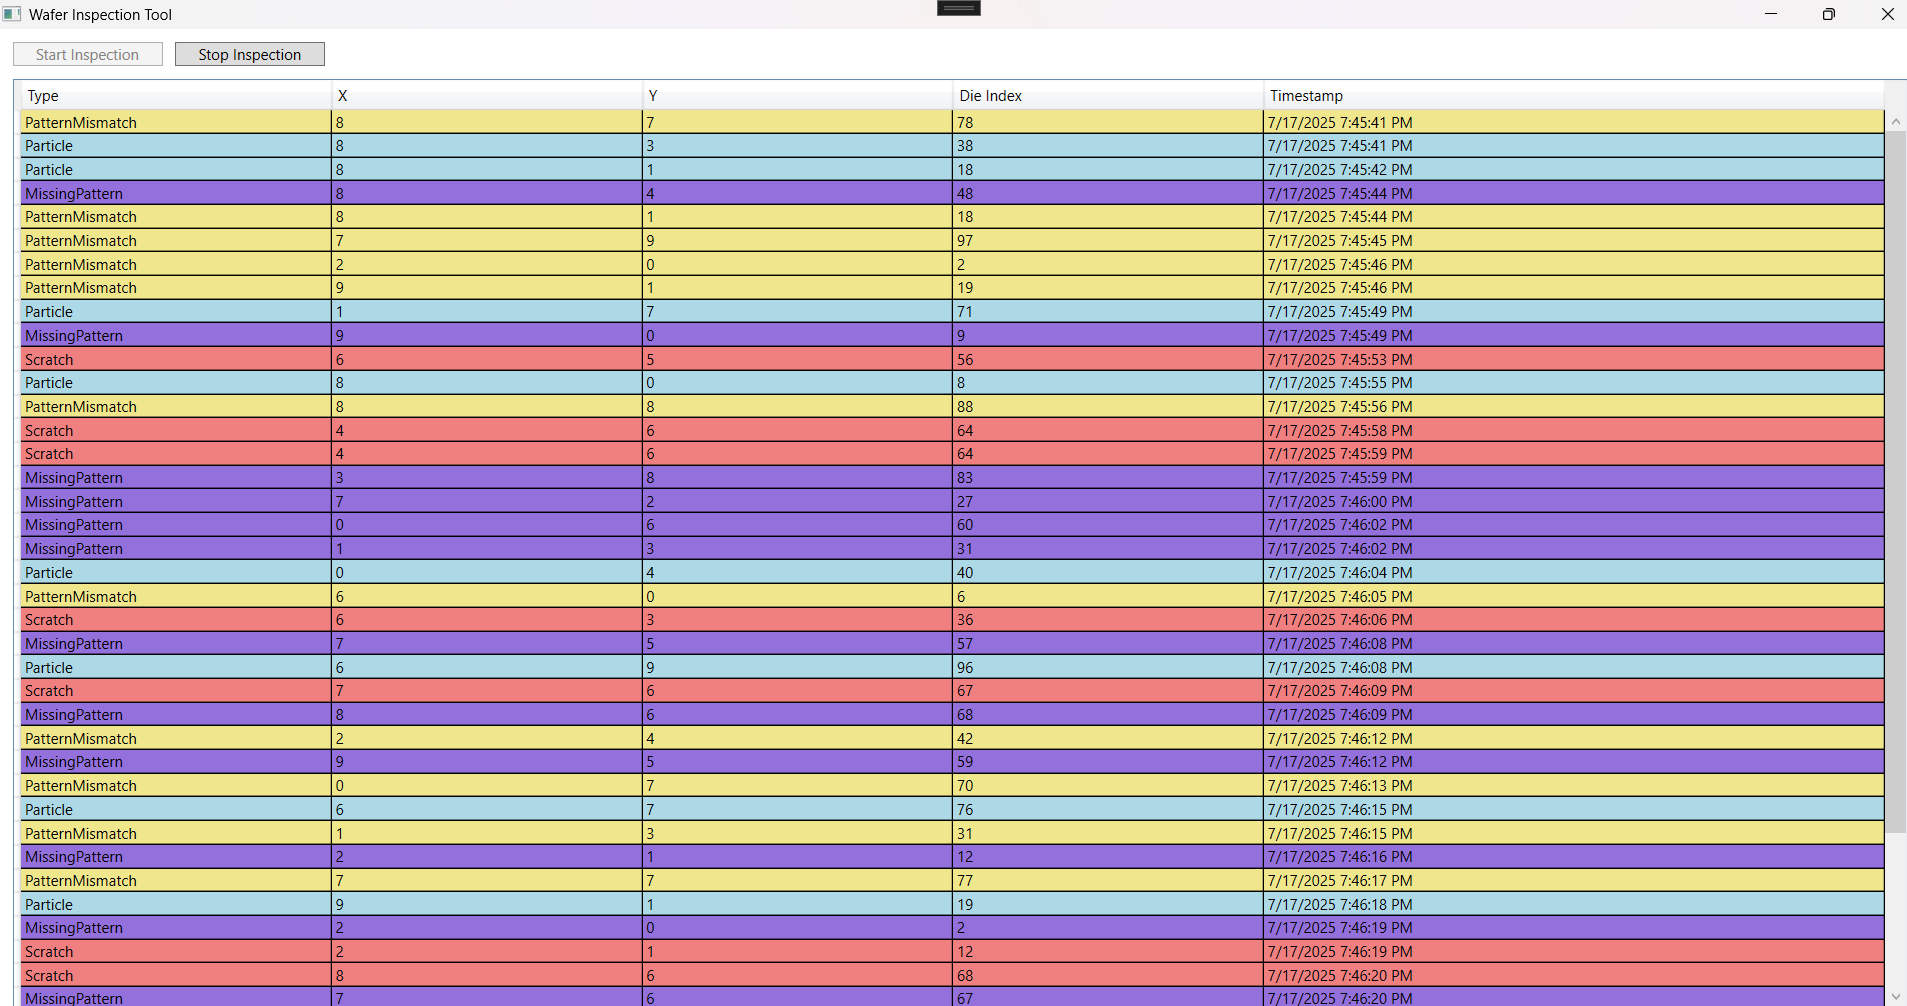 Wafer Inspection Tool
Start Inspection Stop Inspection
Type X Y Die Index Timestamp
PatternMismatch 8 7 78 7/17/2025 7:45:41 PM
Particle 8 3 38 7/17/2025 7:45:41 PM
Particle 8 1 18 7/17/2025 7:45:42 PM
MissingPattern 8 4 48 7/17/2025 7:45:44 PM
PatternMismatch 8 1 18 7/17/2025 7:45:44 PM
PatternMismatch 7 9 97 7/17/2025 7:45:45 PM
PatternMismatch 2 0 2 7/17/2025 7:45:46 PM
PatternMismatch 9 1 19 7/17/2025 7:45:46 PM
Particle 1 7 71 7/17/2025 7:45:49 PM
MissingPattern 9 0 9 7/17/2025 7:45:49 PM
Scratch 6 5 56 7/17/2025 7:45:53 PM
Particle 8 0 8 7/17/2025 7:45:55 PM
PatternMismatch 8 8 88 7/17/2025 7:45:56 PM
Scratch 4 6 64 7/17/2025 7:45:58 PM
Scratch 4 6 64 7/17/2025 7:45:59 PM
MissingPattern 3 8 83 7/17/2025 7:45:59 PM
MissingPattern 7 2 27 7/17/2025 7:46:00 PM
MissingPattern 0 6 60 7/17/2025 7:46:02 PM
MissingPattern 1 3 31 7/17/2025 7:46:02 PM
Particle 0 4 40 7/17/2025 7:46:04 PM
PatternMismatch 6 0 6 7/17/2025 7:46:05 PM
Scratch 6 3 36 7/17/2025 7:46:06 PM
MissingPattern 7 5 57 7/17/2025 7:46:08 PM
Particle 6 9 96 7/17/2025 7:46:08 PM
Scratch 7 6 67 7/17/2025 7:46:09 PM
MissingPattern 8 6 68 7/17/2025 7:46:09 PM
PatternMismatch 2 4 42 7/17/2025 7:46:12 PM
MissingPattern 9 5 59 7/17/2025 7:46:12 PM
PatternMismatch 0 7 70 7/17/2025 7:46:13 PM
Particle 6 7 76 7/17/2025 7:46:15 PM
PatternMismatch 1 3 31 7/17/2025 7:46:15 PM
MissingPattern 2 1 12 7/17/2025 7:46:16 PM
PatternMismatch 7 7 77 7/17/2025 7:46:17 PM
Particle 9 1 19 7/17/2025 7:46:18 PM
MissingPattern 2 0 2 7/17/2025 7:46:19 PM
Scratch 2 1 12 7/17/2025 7:46:19 PM
Scratch 8 6 68 7/17/2025 7:46:20 PM
MissingPattern 7 6 67 7/17/2025 7:46:20 PM